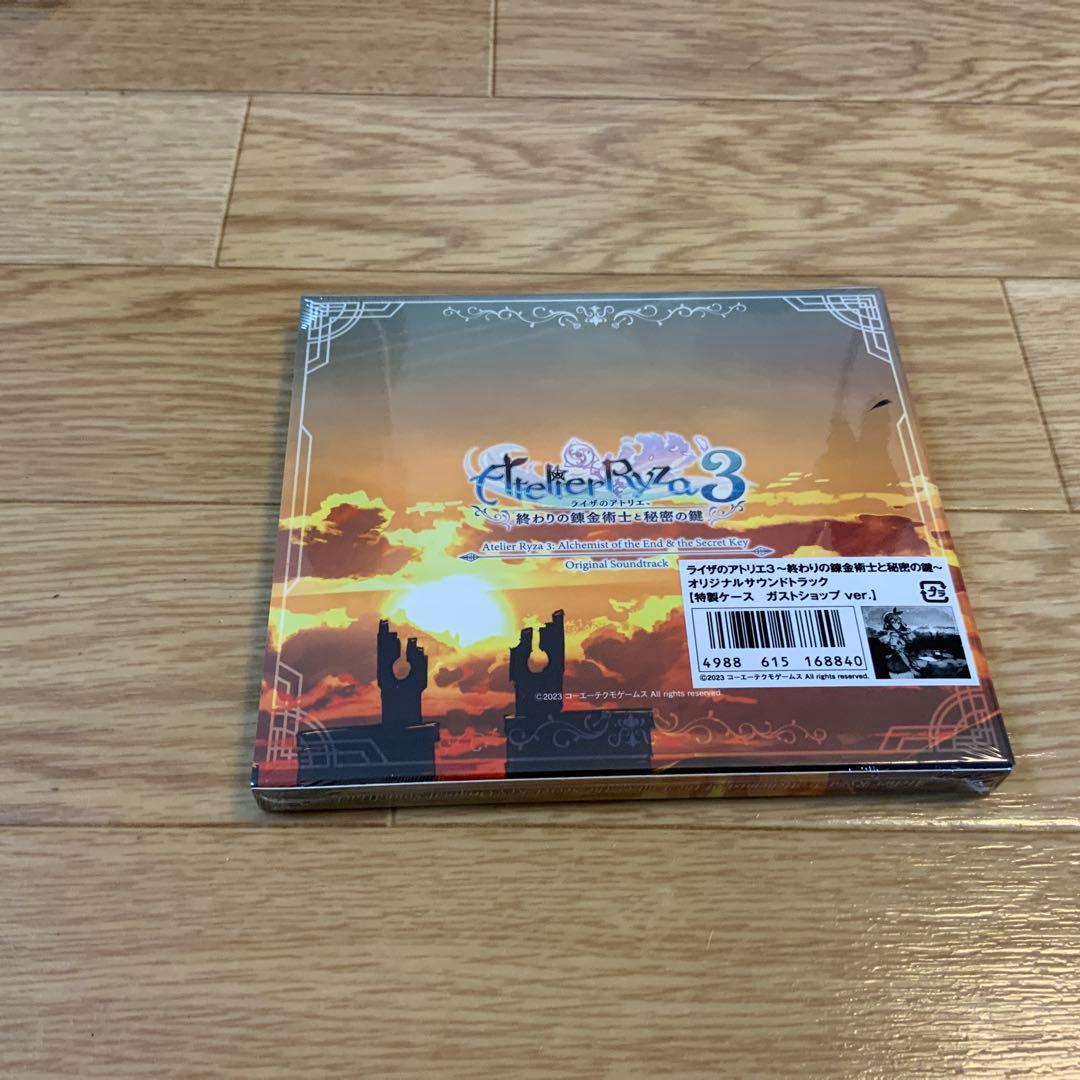 Atelier Ryza 3
ライザのアトリエ
終わりの錬金術士と秘密の鍵
Atelier Ryza 3: Alchemist of the End & the Secret Key
Original Soundtrack
ライザのアトリエ3～終わりの錬金術士と秘密の鍵～
オリジナルサウンドトラック
【特製ケース　ガストショップ ver.】
4988 615 168840
©2023 コーエーテクモゲームス All rights reserved.
©2023 コーエーテクモゲームス All rights reserved.